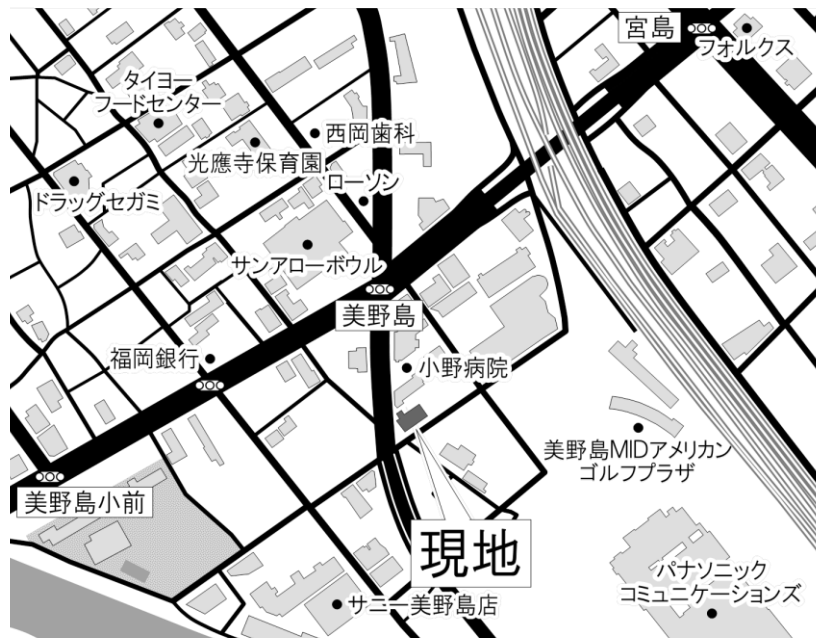 宮島
フォルクス
タイヨー
フードセンター
西岡歯科
光應寺保育園
ドラッグセガミ
ローソン
サンアローボウル
美野島
福岡銀行
小野病院
美野島MIDアメリカン
ゴルフプラザ
美野島小前
現地
パナソニック
コミュニケーションズ
サニー美野島店